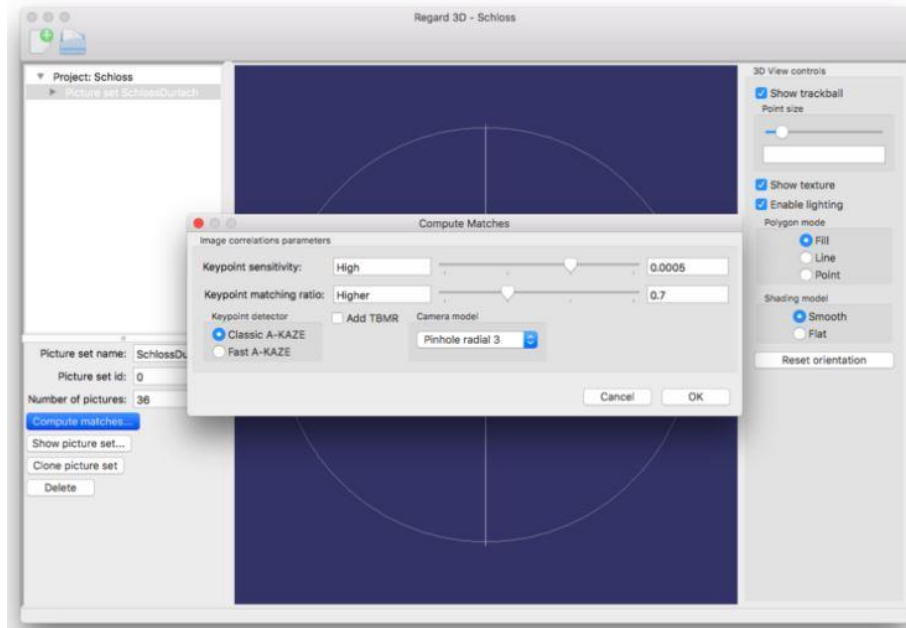 Regard 3D - Schloss
Project: Schloss
Picture set SchlossDurlach
3D View controls
Show trackball
Point size
Show texture
Enable lighting
Polygon mode
Fill
Line
Point
Shading model
Smooth
Flat
Reset orientation
Compute Matches
Image correlations parameters
Keypoint sensitivity: High 0.0005
Keypoint matching ratio: Higher 0.7
Keypoint detector Add TBMR Camera model
Classic A-KAZE Pinhole radial 3
Fast A-KAZE
Cancel OK
Picture set name: SchlossDu
Picture set id: 0
Number of pictures: 36
Compute matches...
Show picture set...
Clone picture set
Delete